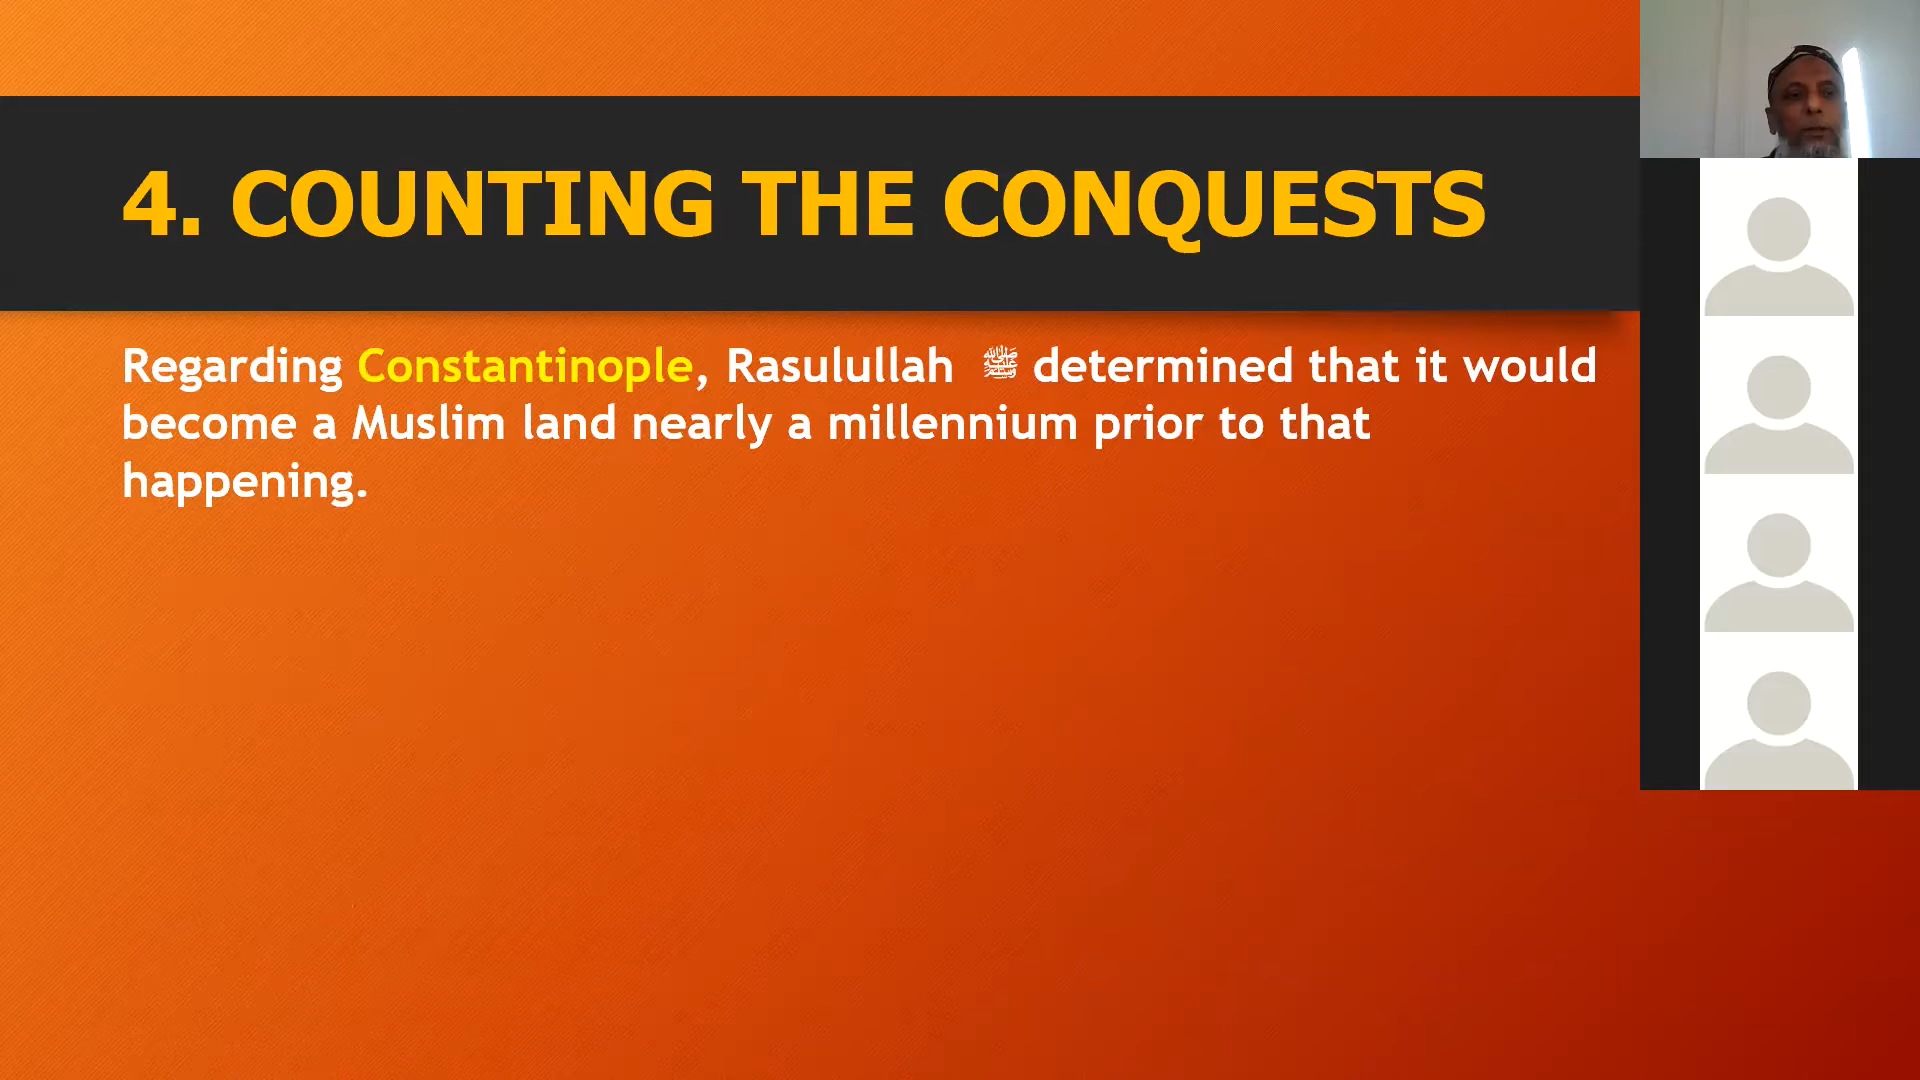 4. COUNTING THE CONQUESTS
Regarding Constantinople, Rasulullah ﷺ determined that it would
become a Muslim land nearly a millennium prior to that
happening.